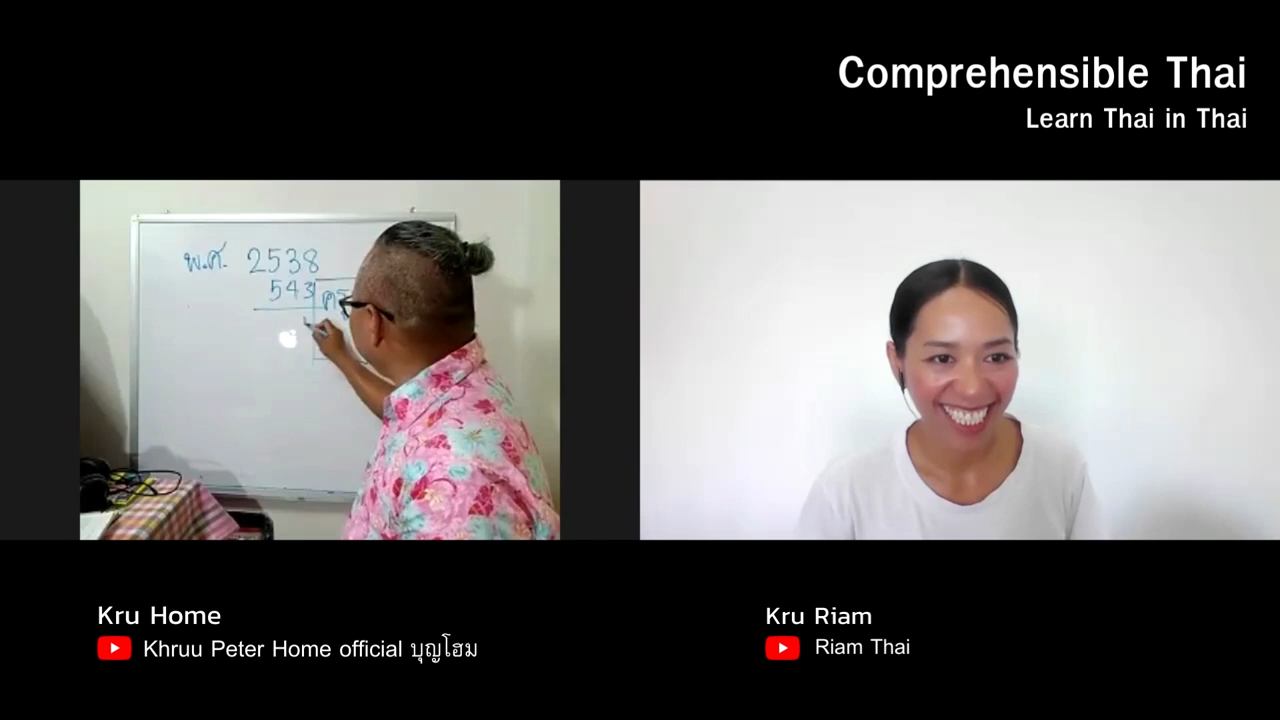 Comprehensible Thai
Learn Thai in Thai
พ.ศ. 2538
543
Kru Home
Khruu Peter Home official บุญโฮม
Kru Riam
Riam Thai